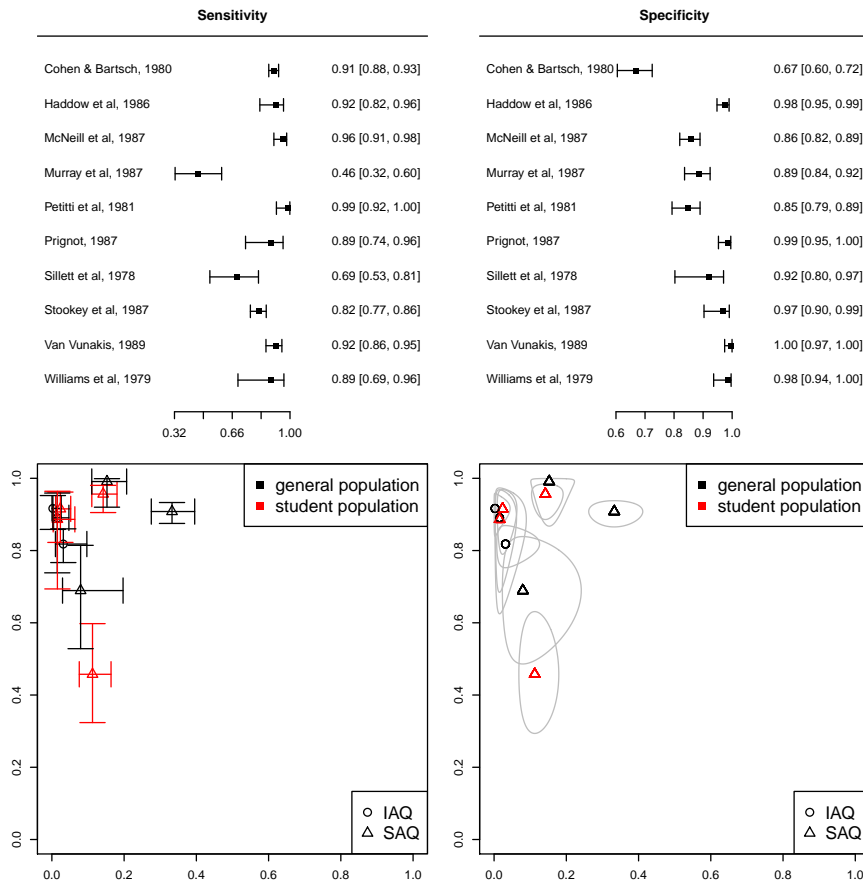 Sensitivity
Cohen & Bartsch, 1980 0.91 [0.88, 0.93]
Haddow et al, 1986 0.92 [0.82, 0.96]
McNeill et al, 1987 0.96 [0.91, 0.98]
Murray et al, 1987 0.46 [0.32, 0.60]
Petitti et al, 1981 0.99 [0.92, 1.00]
Prignot, 1987 0.89 [0.74, 0.96]
Sillett et al, 1978 0.69 [0.53, 0.81]
Stookey et al, 1987 0.82 [0.77, 0.86]
Van Vunakis, 1989 0.92 [0.86, 0.95]
Williams et al, 1979 0.89 [0.69, 0.96]
0.32 0.66 1.00
Specificity
Cohen & Bartsch, 1980 0.67 [0.60, 0.72]
Haddow et al, 1986 0.98 [0.95, 0.99]
McNeill et al, 1987 0.86 [0.82, 0.89]
Murray et al, 1987 0.89 [0.84, 0.92]
Petitti et al, 1981 0.85 [0.79, 0.89]
Prignot, 1987 0.99 [0.95, 1.00]
Sillett et al, 1978 0.92 [0.80, 0.97]
Stookey et al, 1987 0.97 [0.90, 0.99]
Van Vunakis, 1989 1.00 [0.97, 1.00]
Williams et al, 1979 0.98 [0.94, 1.00]
0.6 0.7 0.8 0.9 1.0
general population
student population
1.0
0.8
0.6
0.4
0.2
0.0
IAQ
SAQ
0.0 0.2 0.4 0.6 0.8 1.0
general population
student population
1.0
0.8
0.6
0.4
0.2
0.0
IAQ
SAQ
0.0 0.2 0.4 0.6 0.8 1.0